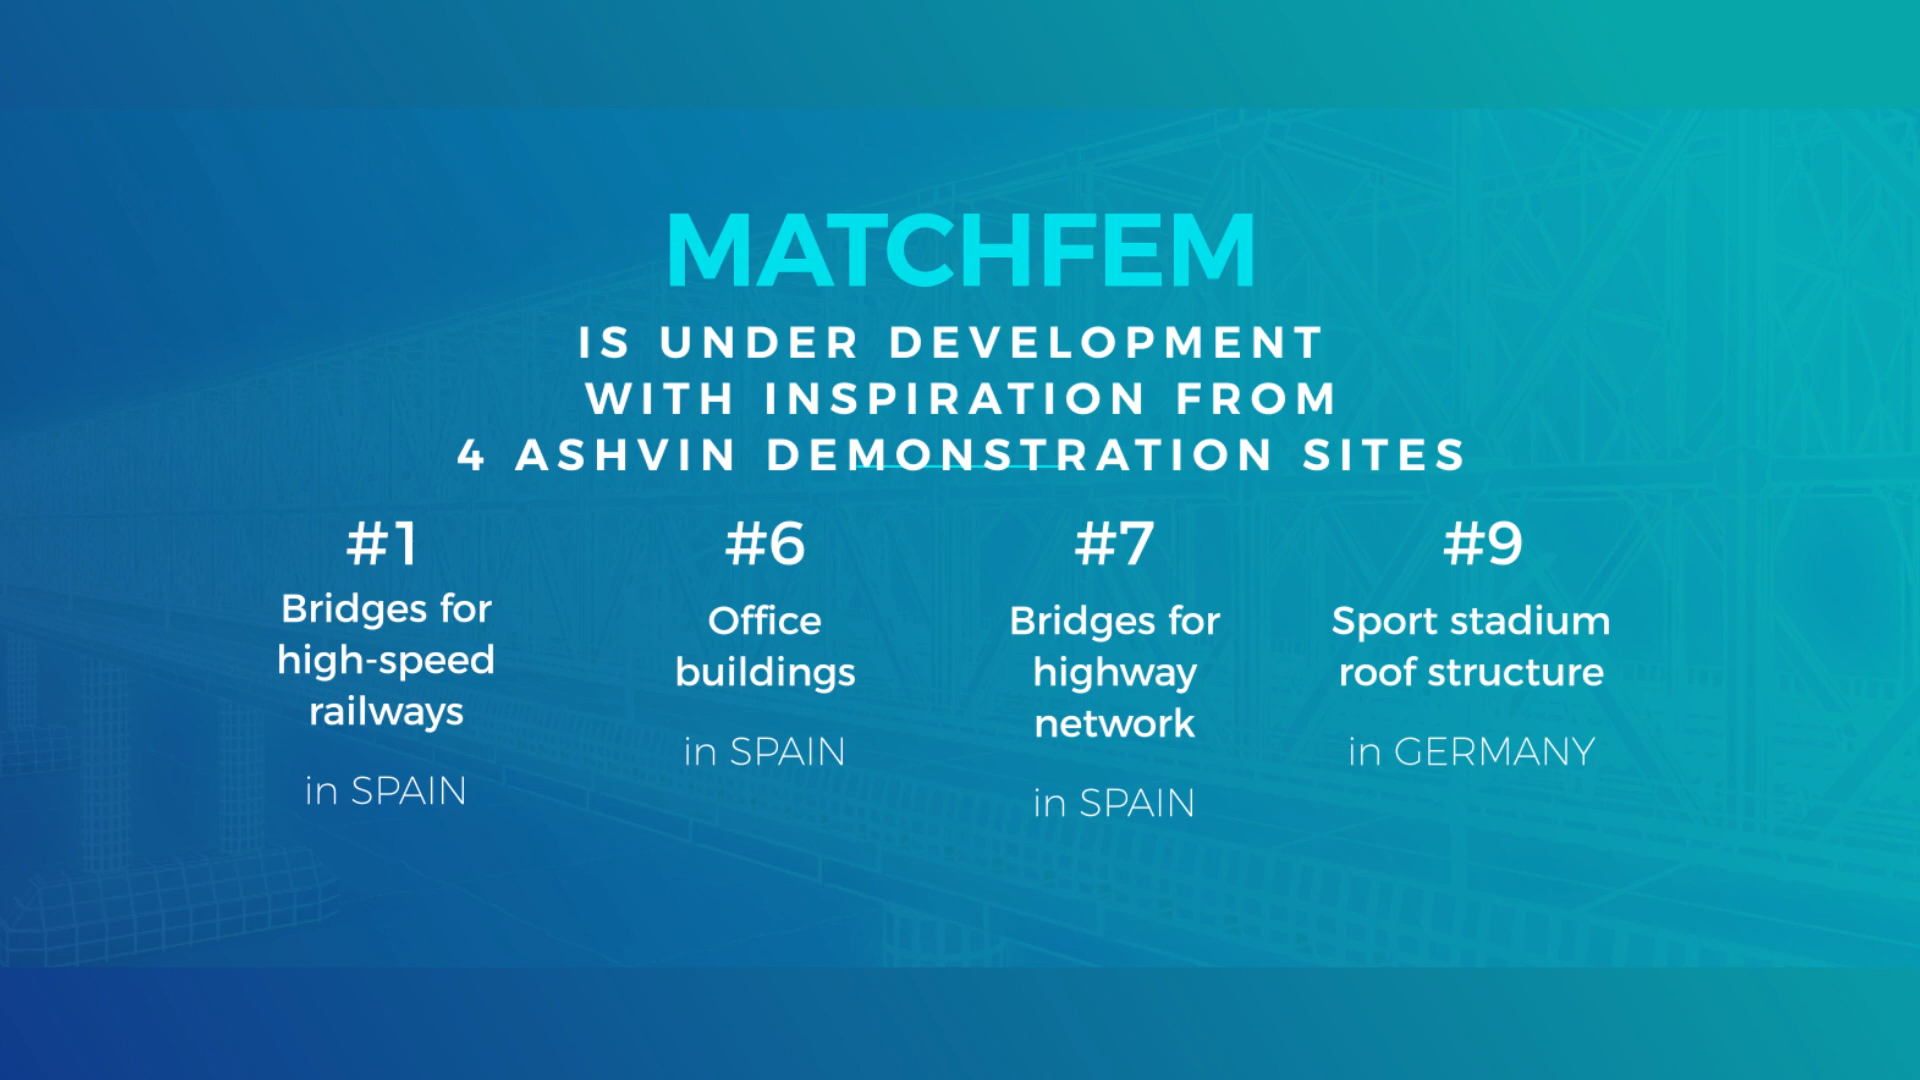 MATCHFEM
IS UNDER DEVELOPMENT
WITH INSPIRATION FROM
4 ASHVIN DEMONSTRATION SITES
#1
Bridges for
high-speed
railways
in SPAIN
#6
Office
buildings
in SPAIN
#7
Bridges for
highway
network
in SPAIN
#9
Sport stadium
roof structure
in GERMANY